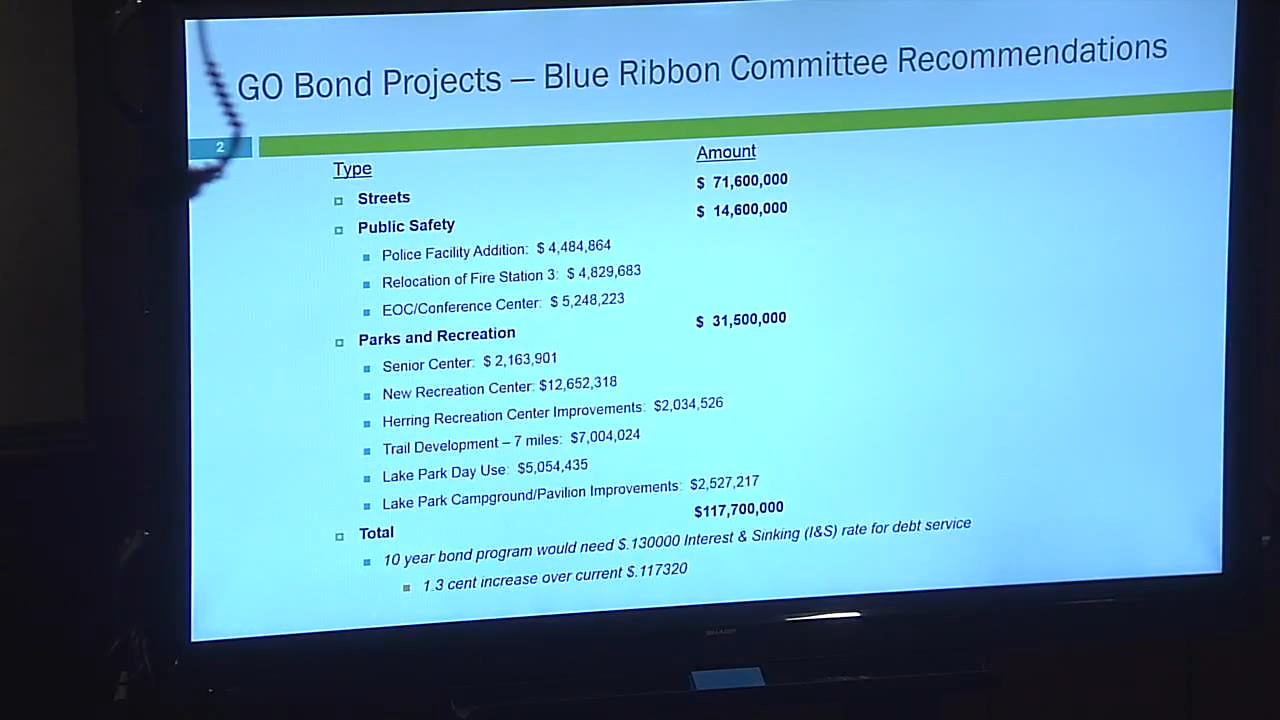 GO Bond Projects — Blue Ribbon Committee Recommendations
2
Type Amount
Streets $ 71,600,000
Public Safety $ 14,600,000
Police Facility Addition: $ 4,484,864
Relocation of Fire Station 3: $ 4,829,683
EOC/Conference Center: $ 5,248,223
Parks and Recreation $ 31,500,000
Senior Center: $ 2,163,901
New Recreation Center: $12,652,318
Herring Recreation Center Improvements: $2,034,526
Trail Development – 7 miles: $7,004,024
Lake Park Day Use: $5,054,435
Lake Park Campground/Pavilion Improvements: $2,527,217
Total $117,700,000
10 year bond program would need $.130000 Interest & Sinking (I&S) rate for debt service
1.3 cent increase over current $.117320
SHARP